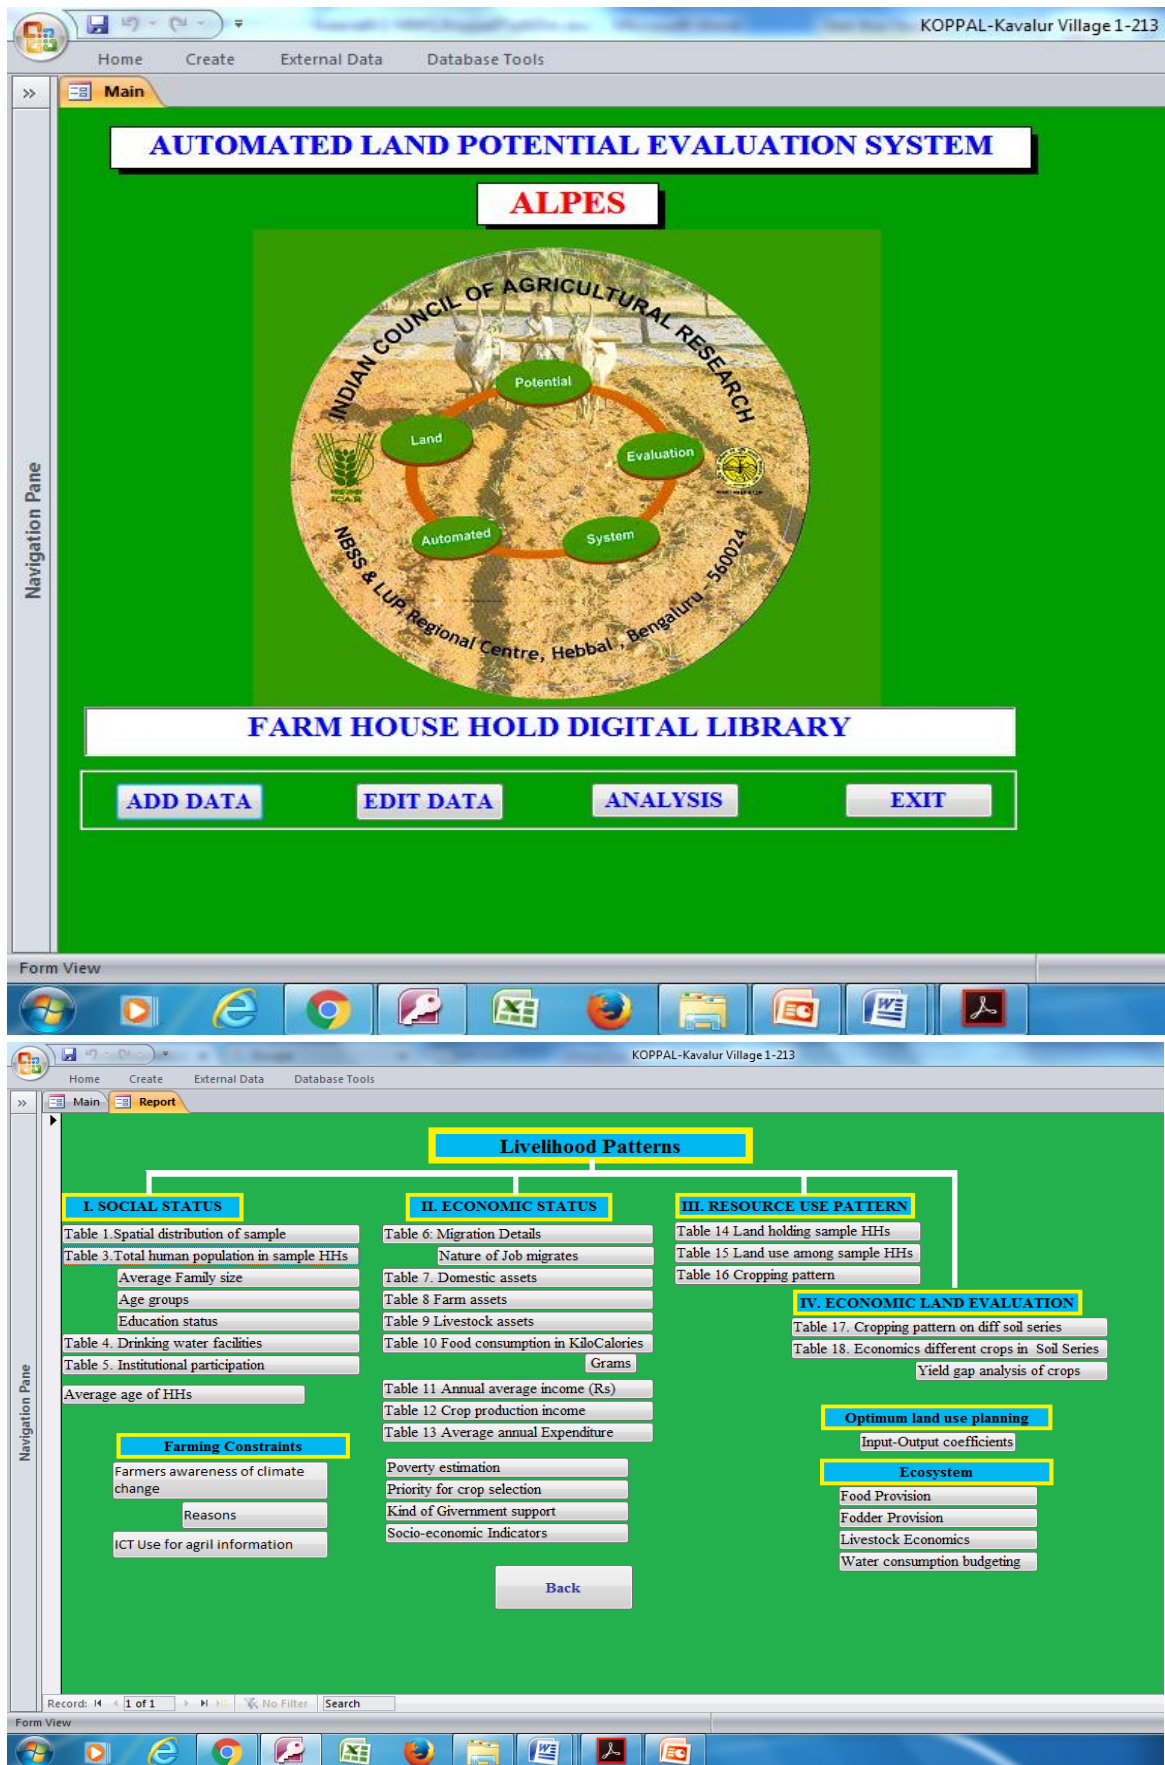 KOPPAL-Kavalur Village 1-213
Home Create External Data Database Tools
Main
AUTOMATED LAND POTENTIAL EVALUATION SYSTEM
ALPES
INDIAN COUNCIL OF AGRICULTURAL RESEARCH
Potential
Land
Evaluation
Automated
System
ICAR
NBSS & LUP, Regional Centre, Hebbal , Bengaluru - 560024
Navigation Pane
FARM HOUSE HOLD DIGITAL LIBRARY
ADD DATA EDIT DATA ANALYSIS EXIT
Form View
KOPPAL-Kavalur Village 1-213
Home Create External Data Database Tools
Main Report
Navigation Pane
Livelihood Patterns
I. SOCIAL STATUS
Table 1.Spatial distribution of sample
Table 3.Total human population in sample HHs
Average Family size
Age groups
Education status
Table 4. Drinking water facilities
Table 5. Institutional participation
Average age of HHs
Farming Constraints
Farmers awareness of climate
change
Reasons
ICT Use for agril information
II. ECONOMIC STATUS
Table 6: Migration Details
Nature of Job migrates
Table 7. Domestic assets
Table 8 Farm assets
Table 9 Livestock assets
Table 10 Food consumption in KiloCalories
Grams
Table 11 Annual average income (Rs)
Table 12 Crop production income
Table 13 Average annual Expenditure
Poverty estimation
Priority for crop selection
Kind of Givernment support
Socio-economic Indicators
Back
III. RESOURCE USE PATTERN
Table 14 Land holding sample HHs
Table 15 Land use among sample HHs
Table 16 Cropping pattern
IV. ECONOMIC LAND EVALUATION
Table 17. Cropping pattern on diff soil series
Table 18. Economics different crops in Soil Series
Yield gap analysis of crops
Optimum land use planning
Input-Output coefficients
Ecosystem
Food Provision
Fodder Provision
Livestock Economics
Water consumption budgeting
Record: 1 of 1 No Filter Search
Form View